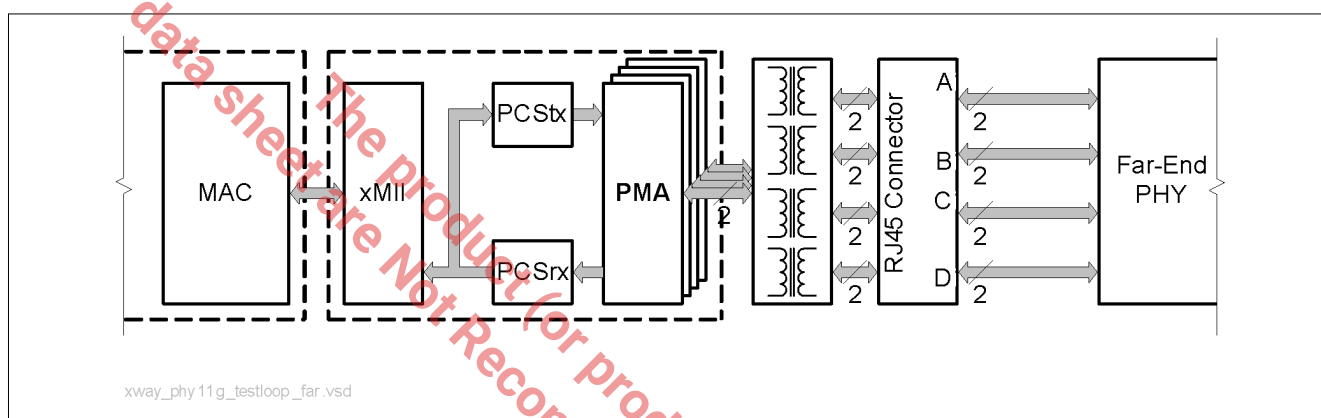 data sheet are Not Recom
The product (or prod
MAC
xMII
PCStx
PCSrx
PMA
2
2
2
2
2
RJ45 Connector
A
2
B
2
C
2
D
2
Far-End
PHY
xway_phy11g_testloop_far.vsd